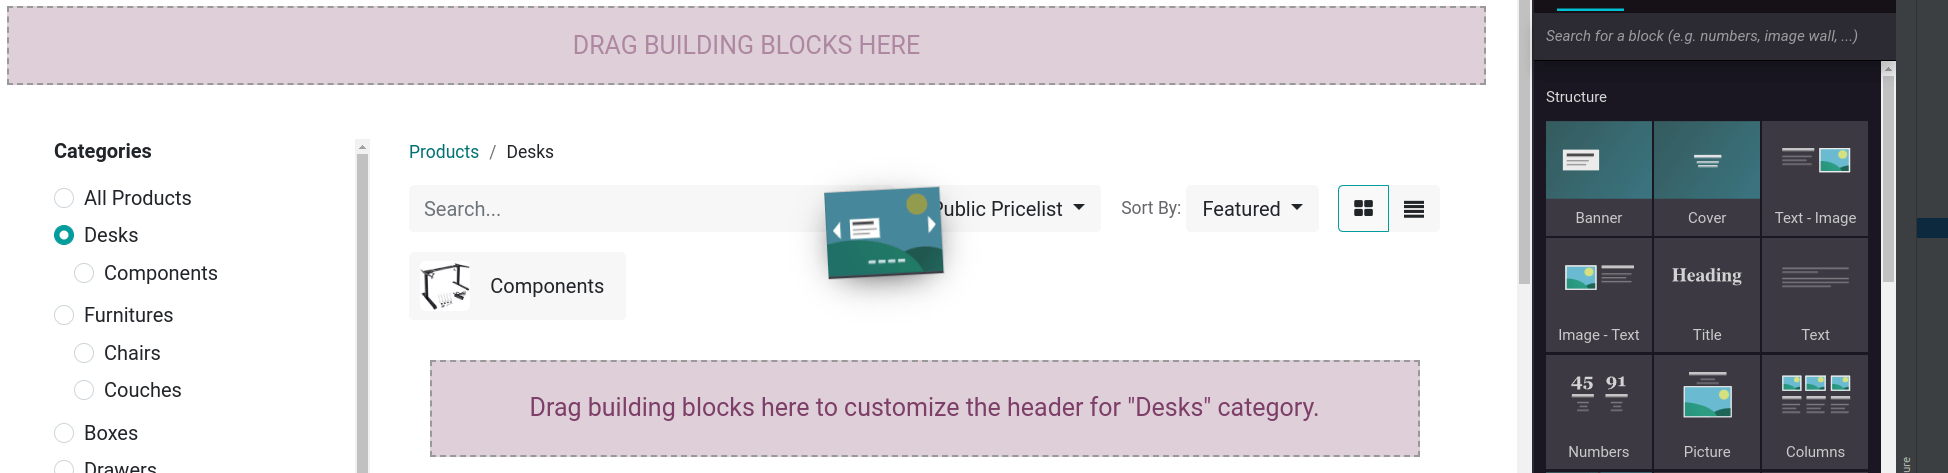 DRAG BUILDING BLOCKS HERE
Categories
All Products
Desks
Components
Furnitures
Chairs
Couches
Boxes
Drawers
Products / Desks
Search...
Public Pricelist
Sort By:
Featured
Components
Drag building blocks here to customize the header for "Desks" category.
Search for a block (e.g. numbers, image wall, ...)
Structure
Banner
Cover
Text - Image
Image - Text
Heading
Title
Text
45 91
Numbers
Picture
Columns